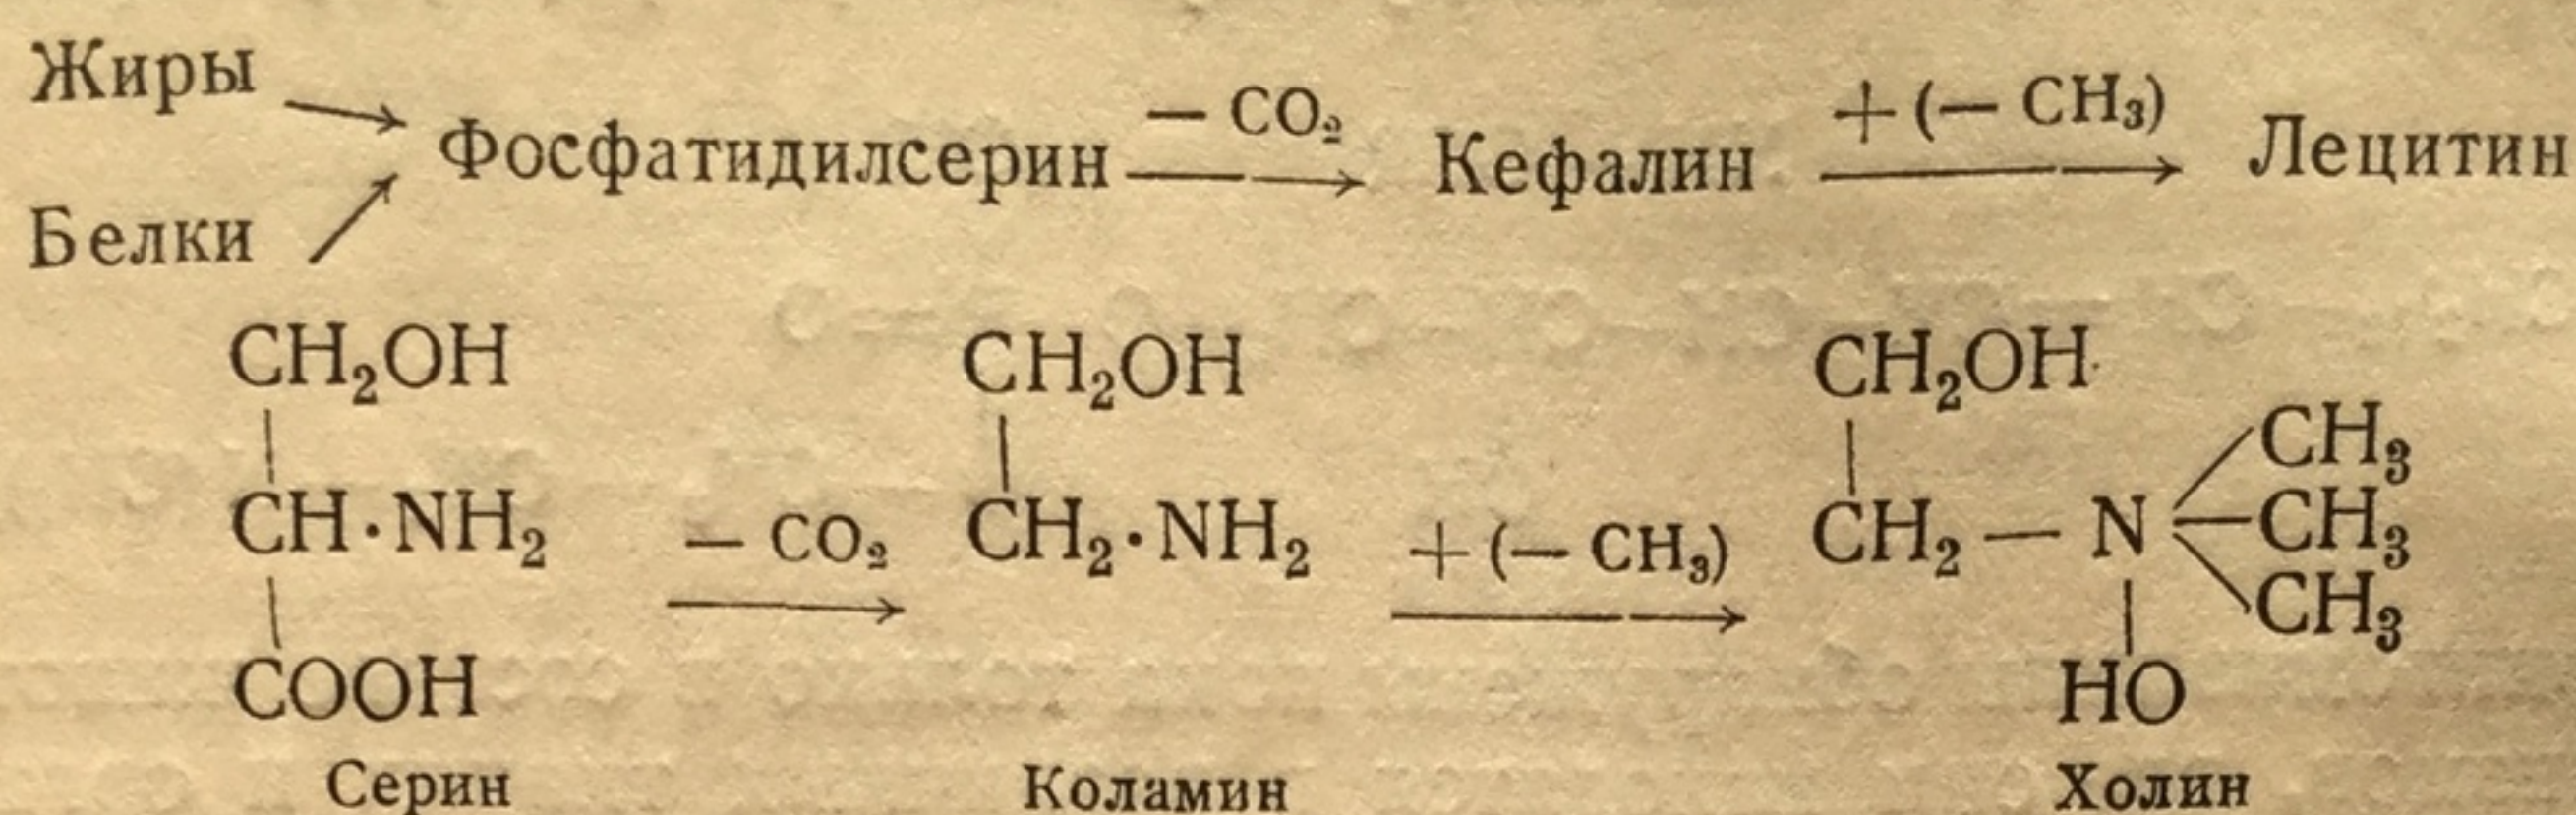 Жиры
Белки
Фосфатидилсерин — CO₂ → Кефалин + (— CH₃) → Лецитин
CH₂OH CH₂OH CH₂OH
CH·NH₂ — CO₂ → CH₂·NH₂ + (— CH₃) → CH₂ — N
CH₃
CH₃
CH₃
COOH HO
Серин Коламин Холин